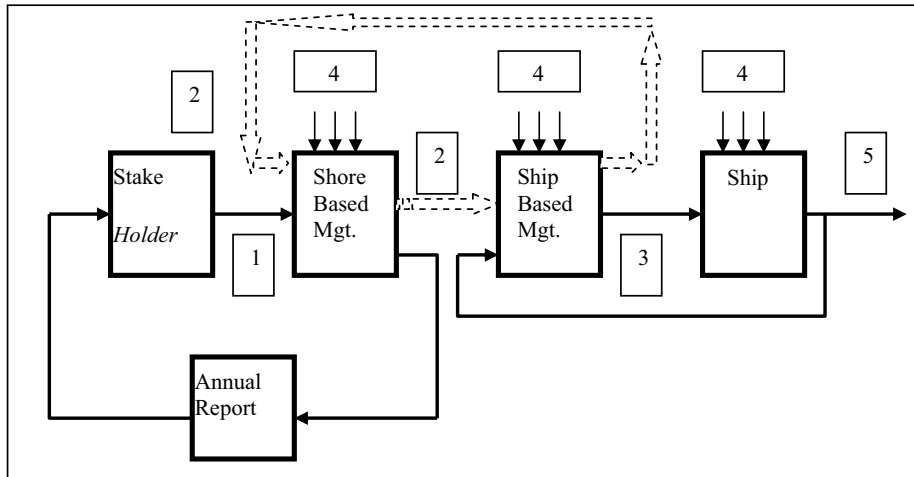 4
4
4
2
Stake
Holder
Shore
Based
Mgt.
2
Ship
Based
Mgt.
Ship
5
1
3
Annual
Report